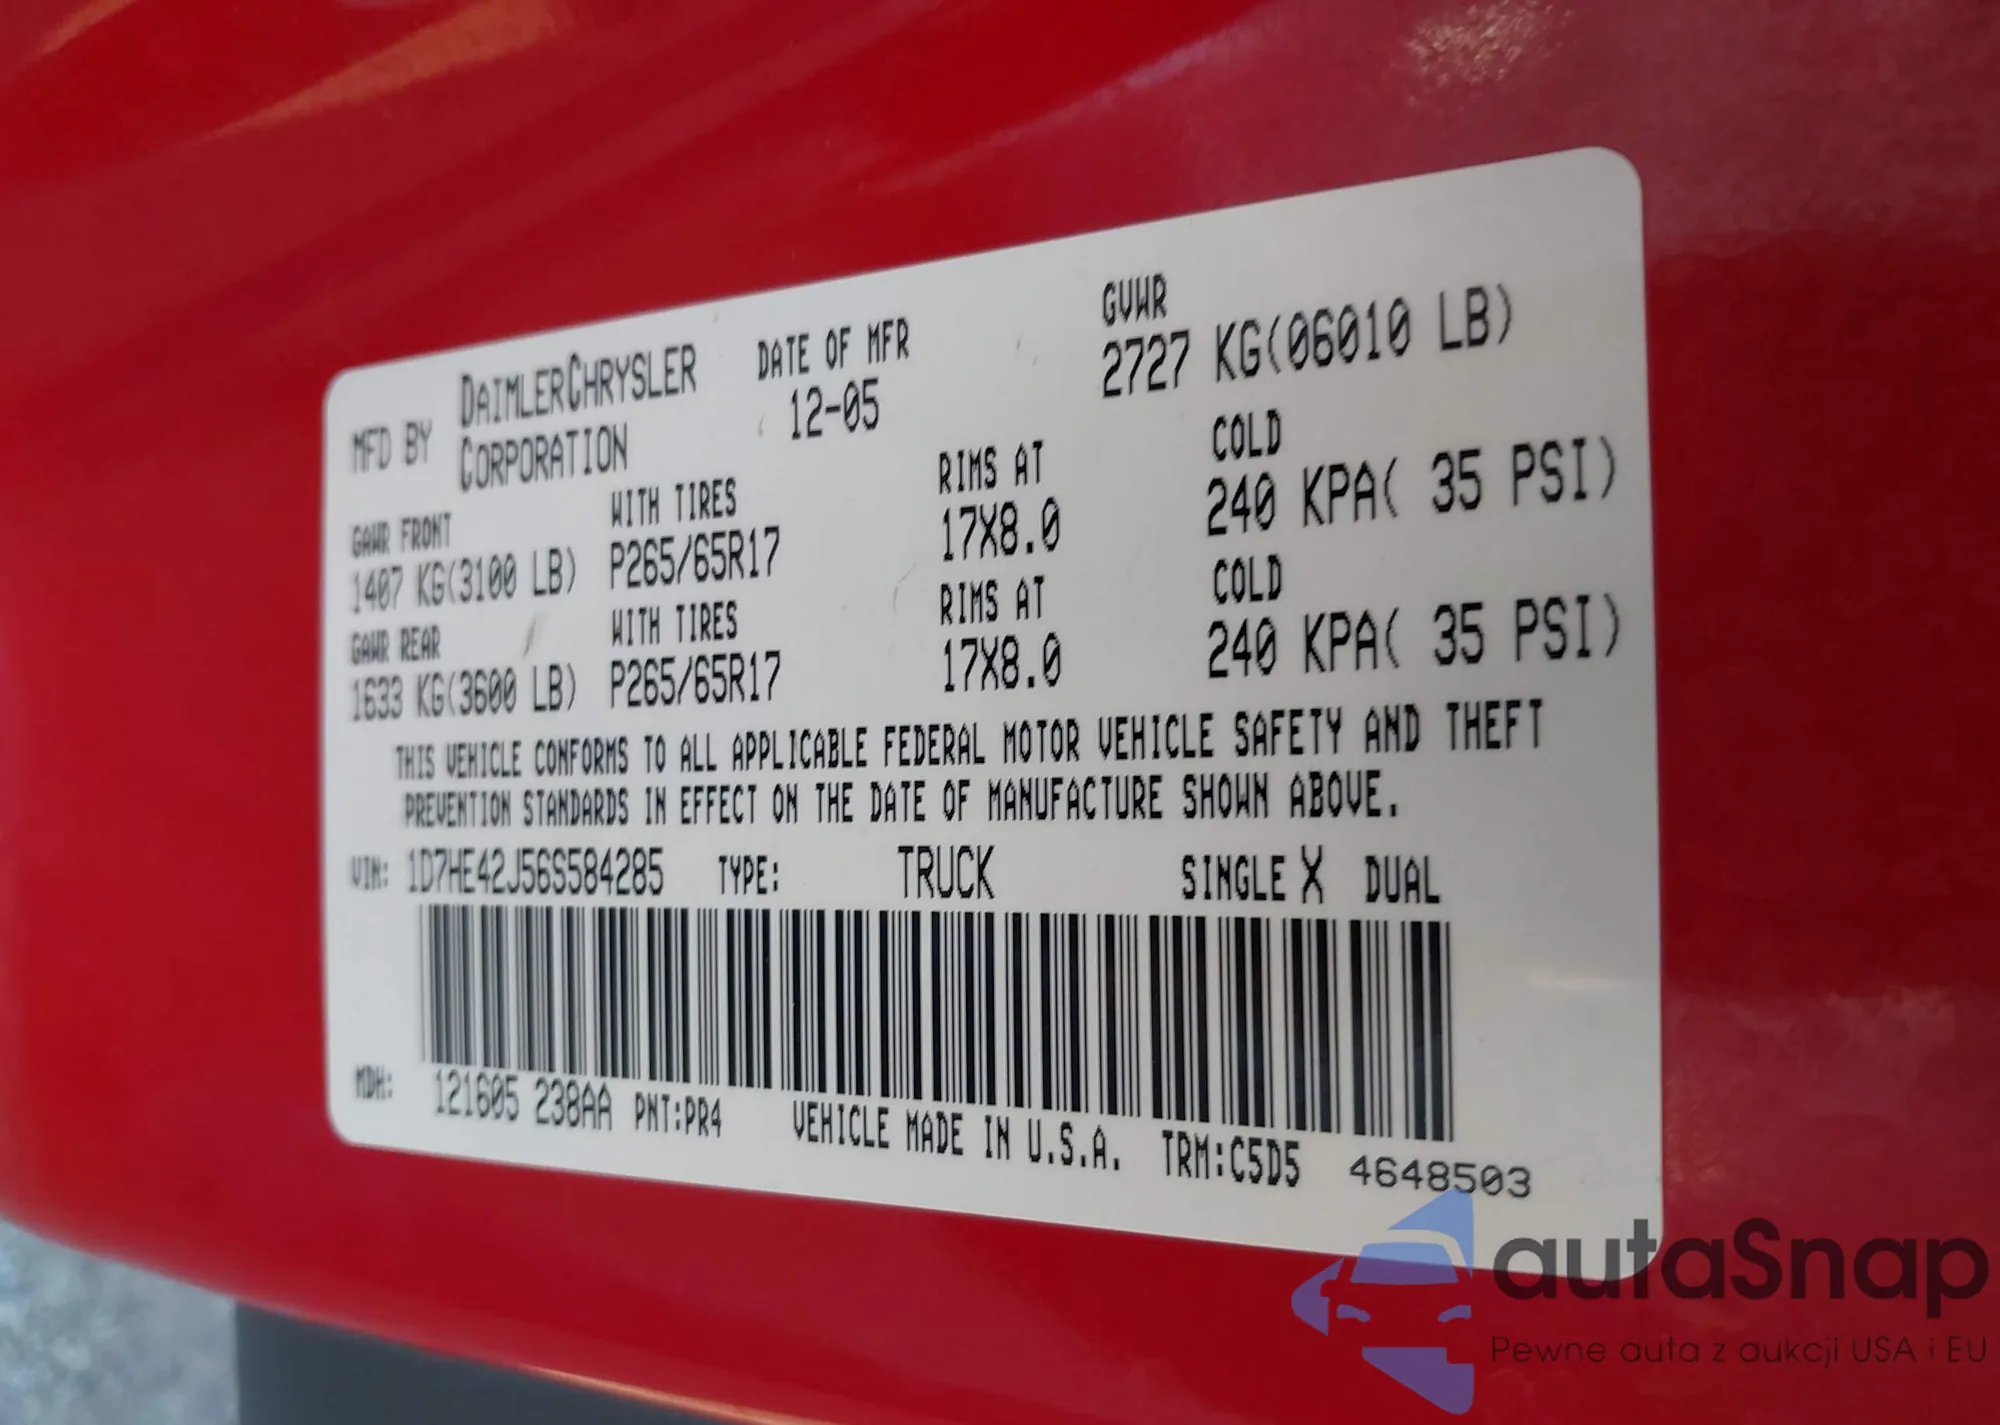 MFD BY DAIMLERCHRYSLER CORPORATION
DATE OF MFR
12-05
GVWR
2727 KG(06010 LB)
GAWR FRONT WITH TIRES RIMS AT COLD
1407 KG(3100 LB) P265/65R17 17X8.0 240 KPA( 35 PSI)
GAWR REAR WITH TIRES RIMS AT COLD
1633 KG(3600 LB) P265/65R17 17X8.0 240 KPA( 35 PSI)
THIS VEHICLE CONFORMS TO ALL APPLICABLE FEDERAL MOTOR VEHICLE SAFETY AND THEFT
PREVENTION STANDARDS IN EFFECT ON THE DATE OF MANUFACTURE SHOWN ABOVE.
VIN: 1D7HE42J56S584285 TYPE: TRUCK SINGLE X DUAL
MDH: 121605 238AA PNT:PR4 VEHICLE MADE IN U.S.A. TRM:C5D5 4648503
autaSnap
Pewne auta z aukcji USA i EU